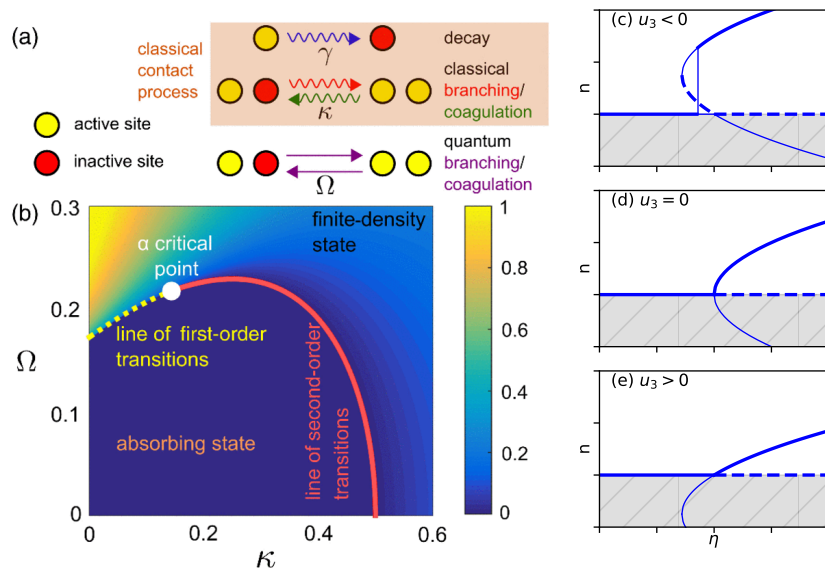 (a)
classical
contact
process
γ
decay
κ
classical
branching/
coagulation
active site
inactive site
Ω
quantum
branching/
coagulation
(b)
0.3
0.2
0.1
0
Ω
α critical
point
finite-density
state
line of first-order
transitions
line of second-order
transitions
absorbing state
0
0.2
0.4
0.6
κ
1
0.8
0.6
0.4
0.2
0
(c) u3 < 0
n
(d) u3 = 0
n
(e) u3 > 0
n
η